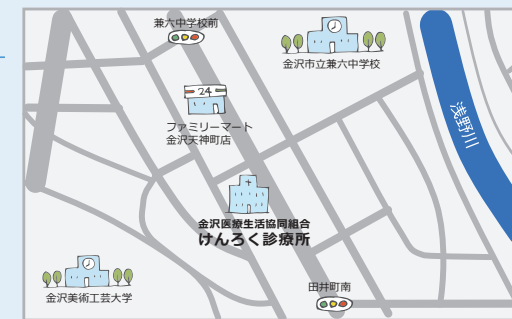 兼六中学校前
金沢市立兼六中学校
24
ファミリーマート
金沢天神町店
浅野川
金沢医療生活協同組合
けんろく診療所
田井町南
金沢美術工芸大学